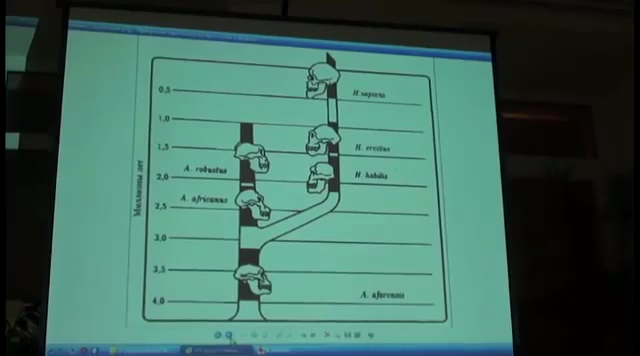 0,5
H. sapiens
1,0
1,5
H. erectus
A. robustus
2,0
H. habilis
A. africanus
2,5
3,0
3,5
4,0
A. afarensis
Миллионы лет